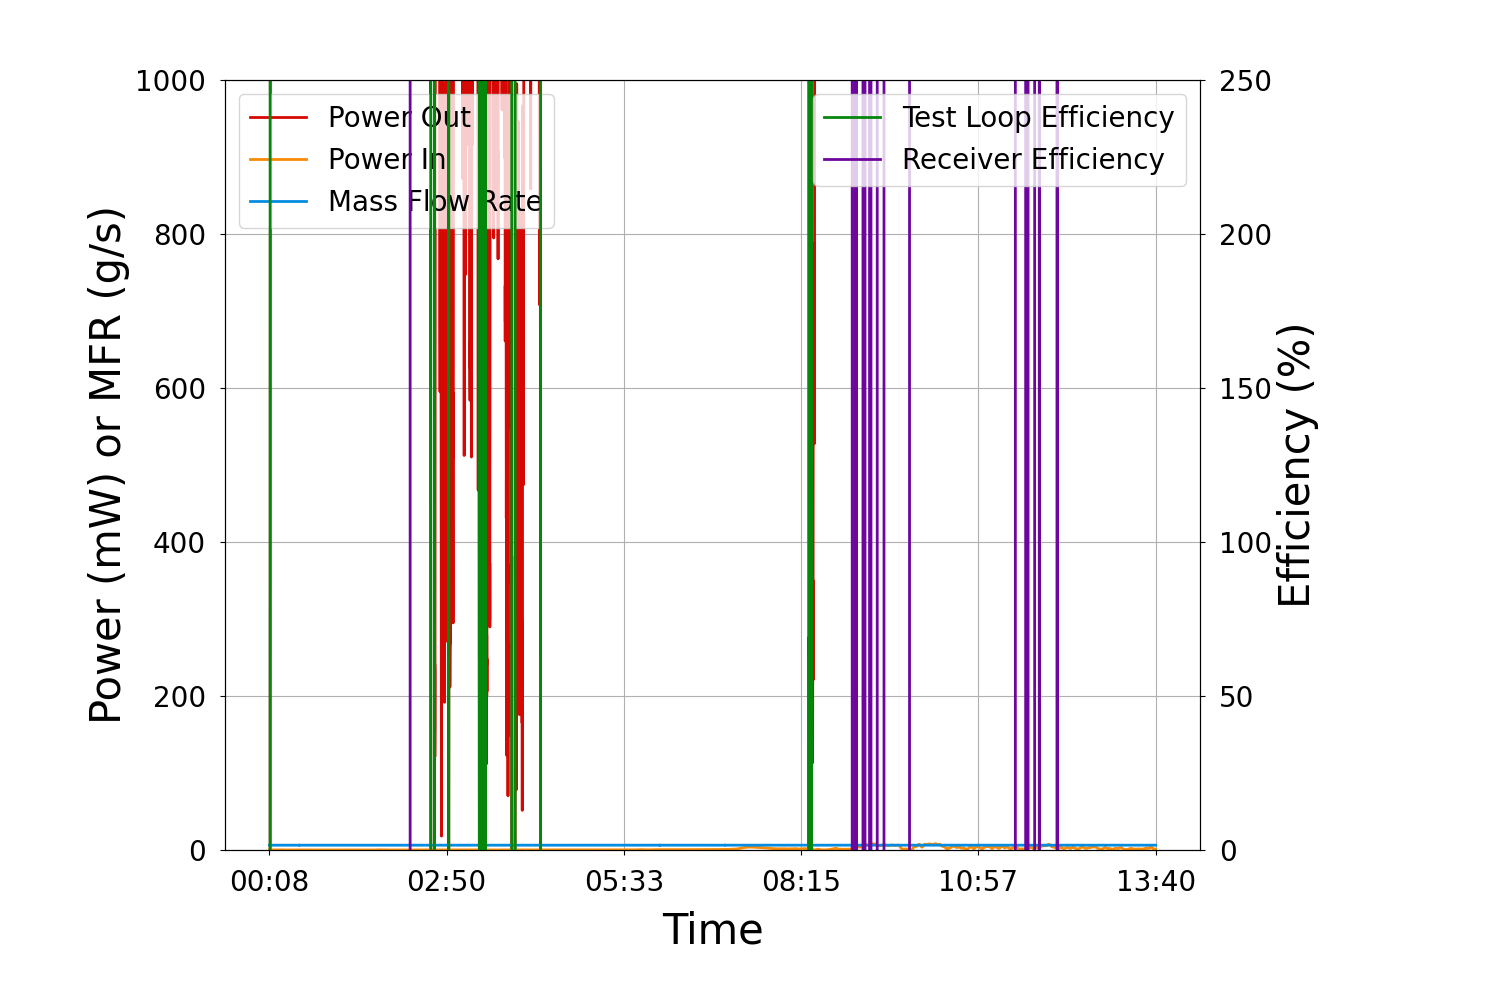 1000
800
600
400
200
0
Power (mW) or MFR (g/s)
Power Out
Power In
Mass Flow Rate
Test Loop Efficiency
Receiver Efficiency
250
200
150
100
50
0
Efficiency (%)
00:08 02:50 05:33 08:15 10:57 13:40
Time